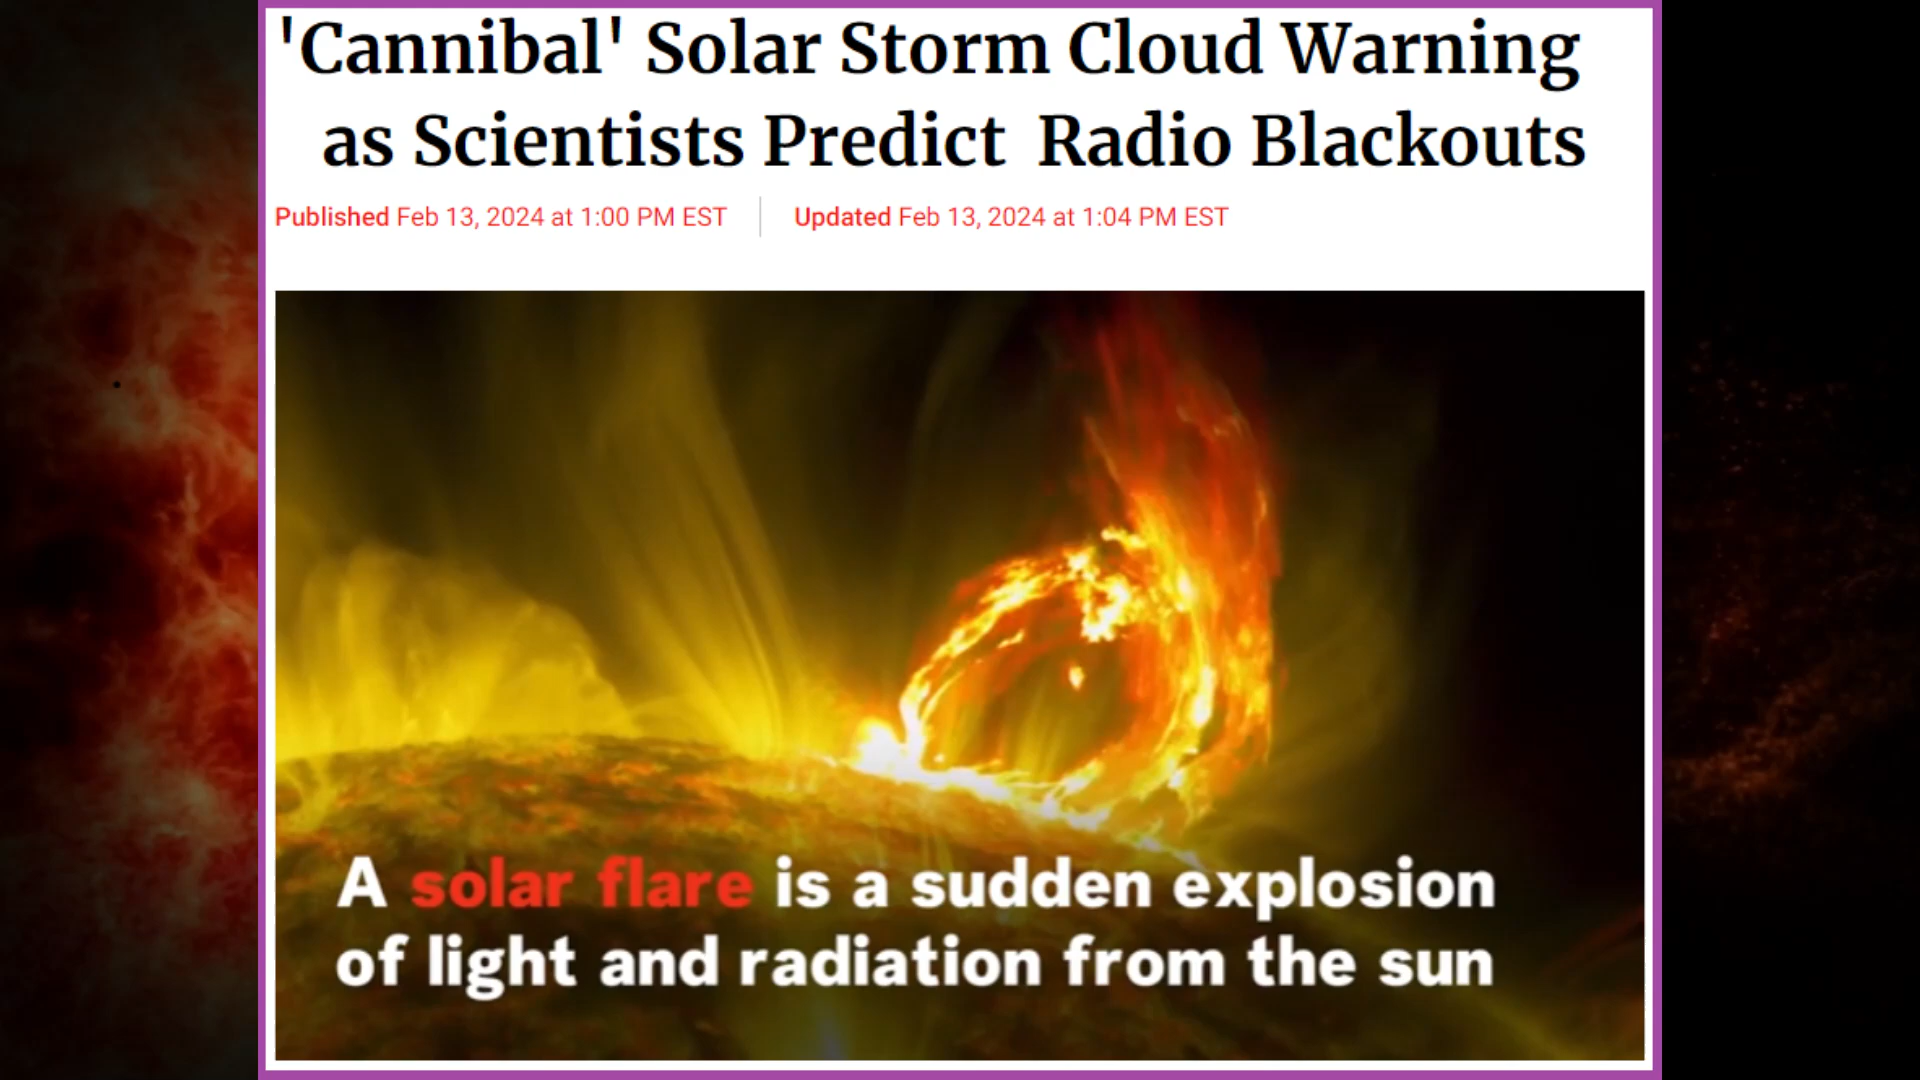 'Cannibal' Solar Storm Cloud Warning
as Scientists Predict Radio Blackouts
Published Feb 13, 2024 at 1:00 PM EST | Updated Feb 13, 2024 at 1:04 PM EST
A solar flare is a sudden explosion
of light and radiation from the sun